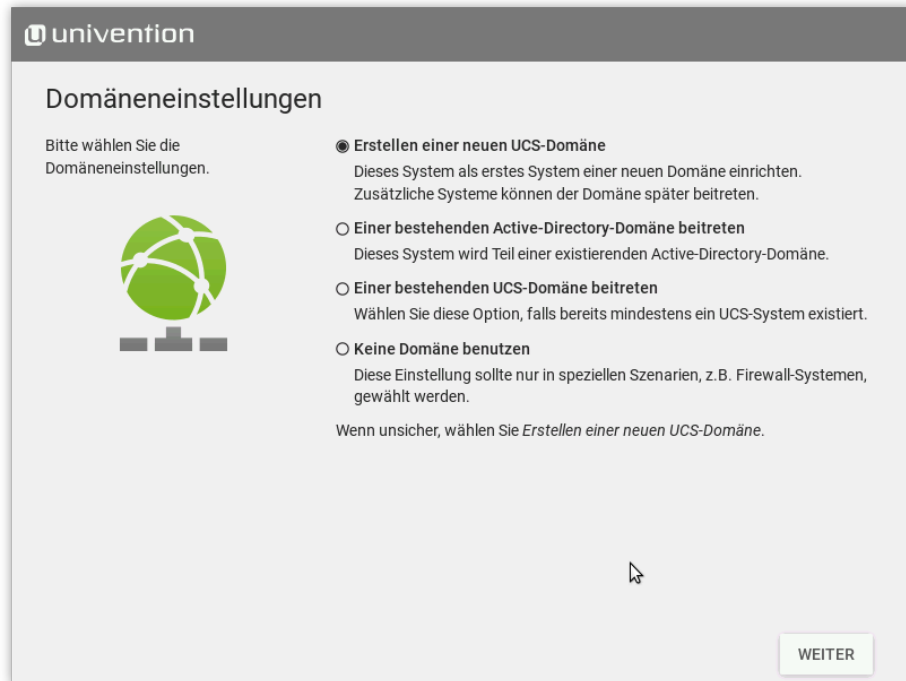 univention
Domäneneinstellungen
Bitte wählen Sie die
Domäneneinstellungen.
Erstellen einer neuen UCS-Domäne
Dieses System als erstes System einer neuen Domäne einrichten.
Zusätzliche Systeme können der Domäne später beitreten.
Einer bestehenden Active-Directory-Domäne beitreten
Dieses System wird Teil einer existierenden Active-Directory-Domäne.
Einer bestehenden UCS-Domäne beitreten
Wählen Sie diese Option, falls bereits mindestens ein UCS-System existiert.
Keine Domäne benutzen
Diese Einstellung sollte nur in speziellen Szenarien, z.B. Firewall-Systemen,
gewählt werden.
Wenn unsicher, wählen Sie Erstellen einer neuen UCS-Domäne.
WEITER